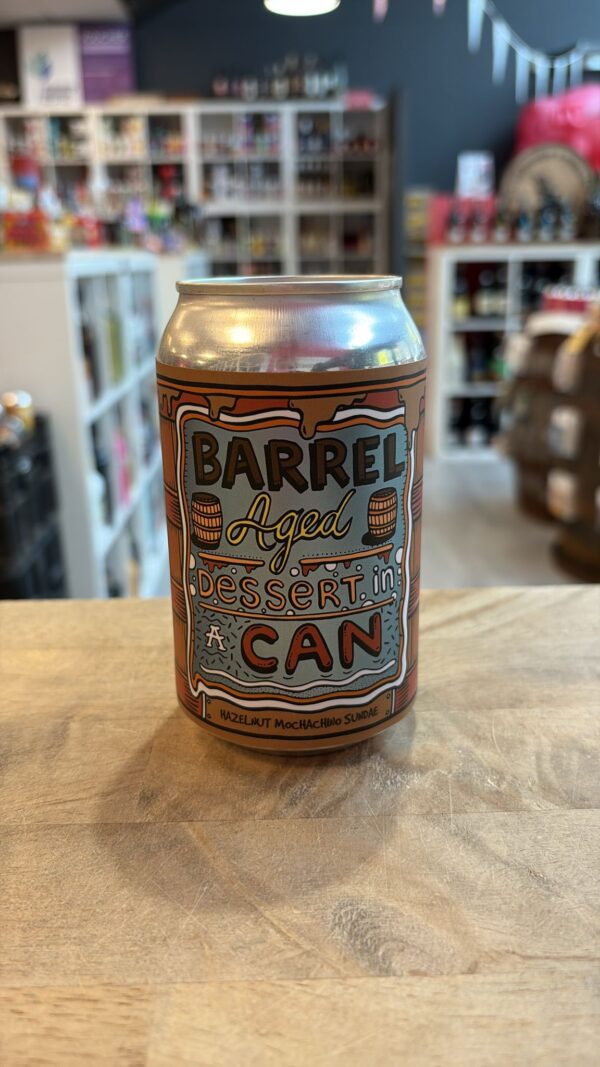 BARREL
Aged
DESSERT in
A CAN
HAZELNUT MOCHACHINO SUNDAE